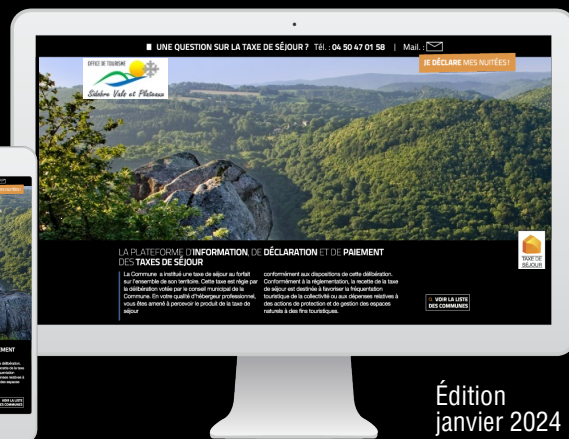 UNE QUESTION SUR LA TAXE DE SÉJOUR ? Tél. : 04 50 47 01 58 | Mail. :
JE DÉCLARE MES NUITÉES !
OFFICE DE TOURISME
Sidobre Vals et Plateaux
LA PLATEFORME D'INFORMATION, DE DÉCLARATION ET DE PAIEMENT
DES TAXES DE SÉJOUR
La Commune a institué une taxe de séjour au forfait
sur l'ensemble de son territoire. Cette taxe est régie par
la délibération votée par le conseil municipal de la
Commune. En votre qualité d'hébergeur professionnel,
vous êtes amené à percevoir le produit de la taxe de
séjour
conformément aux dispositions de cette délibération.
Conformément à la réglementation, la recette de la taxe
de séjour est destinée à favoriser la fréquentation
touristique de la collectivité ou aux dépenses relatives à
des actions de protection et de gestion des espaces
naturels à des fins touristiques.
TAXE DE
SÉJOUR
VOIR LA LISTE
DES COMMUNES
VOIR LA LISTE
Édition
janvier 2024